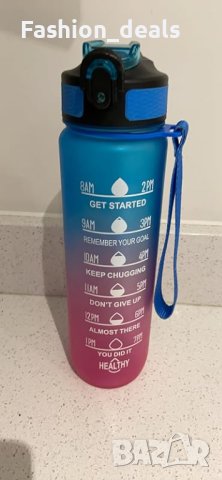 Fashion_deals
8AM 2PM
GET STARTED
9AM 3PM
REMEMBER YOUR GOAL
10AM 4PM
KEEP CHUGGING
11AM 5PM
DON'T GIVE UP
12PM 6PM
ALMOST THERE
1PM 7PM
YOU DID IT
HEALTHY
BAZAR